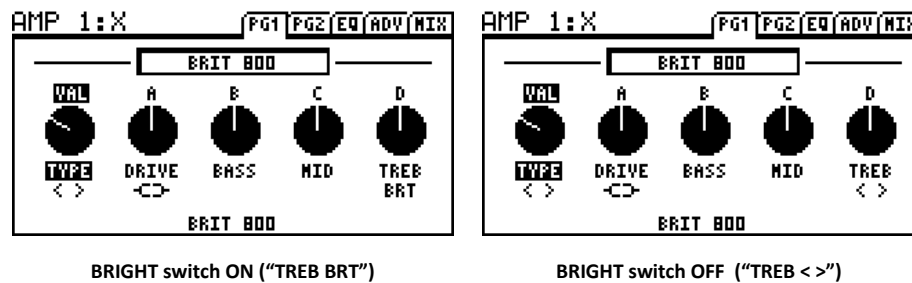 AMP 1:X PG1 PG2 EQ ADV MIX
BRIT 800
VAL A B C D
TYPE DRIVE BASS MID TREB
< > BRT
BRIT 800
BRIGHT switch ON (“TREB BRT”)
AMP 1:X PG1 PG2 EQ ADV MIX
BRIT 800
VAL A B C D
TYPE DRIVE BASS MID TREB
< > < >
BRIT 800
BRIGHT switch OFF (“TREB < >”)